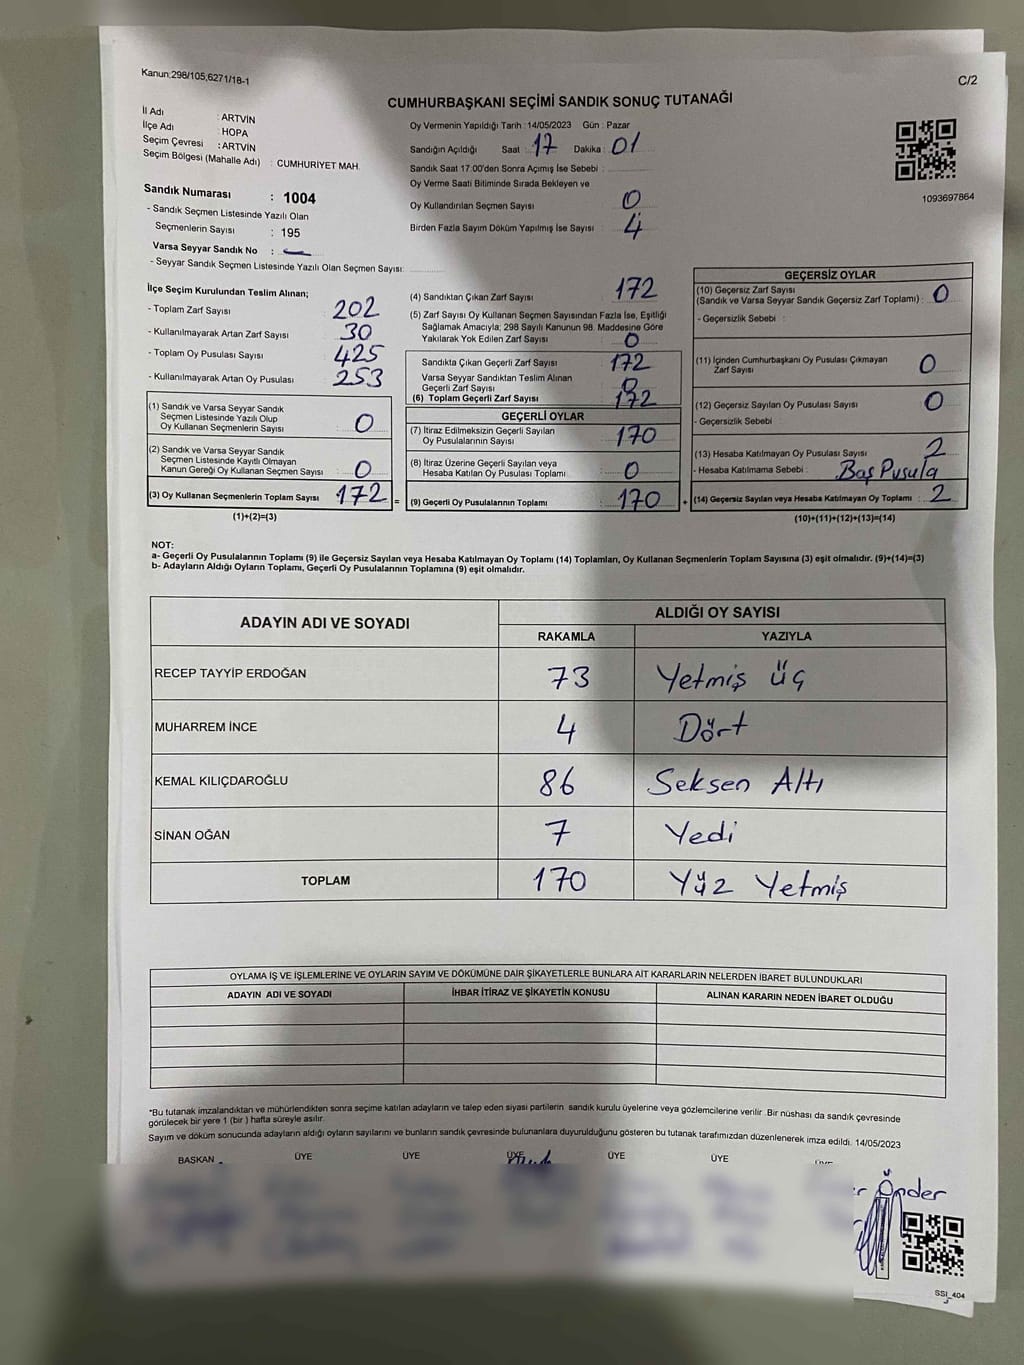 Kanun:298/105,6271/18-1
C/2
CUMHURBAŞKANI SEÇİMİ SANDIK SONUÇ TUTANAĞI
İl Adı : ARTVİN
İlçe Adı : HOPA
Seçim Çevresi : ARTVİN
Seçim Bölgesi (Mahalle Adı) : CUMHURİYET MAH.
Sandık Numarası : 1004
- Sandık Seçmen Listesinde Yazılı Olan
Seçmenlerin Sayısı : 195
Varsa Seyyar Sandık No : —
- Seyyar Sandık Seçmen Listesinde Yazılı Olan Seçmen Sayısı:
Oy Vermenin Yapıldığı Tarih : 14/05/2023 Gün : Pazar
Sandığın Açıldığı Saat : 17 Dakika : 01
Sandık Saat 17:00'den Sonra Açımış İse Sebebi :
Oy Verme Saati Bitiminde Sırada Bekleyen ve
Oy Kullandırılan Seçmen Sayısı 0
Birden Fazla Sayım Döküm Yapılmış İse Sayısı : 4
1093697864
İlçe Seçim Kurulundan Teslim Alınan;
- Toplam Zarf Sayısı 202
- Kullanılmayarak Artan Zarf Sayısı 30
- Toplam Oy Pusulası Sayısı 425
- Kullanılmayarak Artan Oy Pusulası 253
(1) Sandık ve Varsa Seyyar Sandık
Seçmen Listesinde Yazılı Olup
Oy Kullanan Seçmenlerin Sayısı : 0
(2) Sandık ve Varsa Seyyar Sandık
Seçmen Listesinde Kayıtlı Olmayan
Kanun Gereği Oy Kullanan Seçmen Sayısı : 0
(3) Oy Kullanan Seçmenlerin Toplam Sayısı 172 =
(1)+(2)=(3)
(4) Sandıktan Çıkan Zarf Sayısı 172
(5) Zarf Sayısı Oy Kullanan Seçmen Sayısından Fazla İse, Eşitliği
Sağlamak Amacıyla; 298 Sayılı Kanunun 98. Maddesine Göre
Yakılarak Yok Edilen Zarf Sayısı 0
Sandıkta Çıkan Geçerli Zarf Sayısı 172
Varsa Seyyar Sandıktan Teslim Alınan
Geçerli Zarf Sayısı 0
(6) Toplam Geçerli Zarf Sayısı 172
GEÇERLİ OYLAR
(7) İtiraz Edilmeksizin Geçerli Sayılan
Oy Pusulalarının Sayısı 170
(8) İtiraz Üzerine Geçerli Sayılan veya
Hesaba Katılan Oy Pusulası Toplamı 0
(9) Geçerli Oy Pusulalarının Toplamı 170 +
GEÇERSİZ OYLAR
(10) Geçersiz Zarf Sayısı
(Sandık ve Varsa Seyyar Sandık Geçersiz Zarf Toplamı) : 0
- Geçersizlik Sebebi :
(11) İçinden Cumhurbaşkanı Oy Pusulası Çıkmayan
Zarf Sayısı 0
(12) Geçersiz Sayılan Oy Pusulası Sayısı 0
- Geçersizlik Sebebi
(13) Hesaba Katılmayan Oy Pusulası Sayısı 2
- Hesaba Katılmama Sebebi : Boş Pusula
(14) Geçersiz Sayılan veya Hesaba Katılmayan Oy Toplamı : 2
(10)+(11)+(12)+(13)=(14)
NOT:
a- Geçerli Oy Pusulalarının Toplamı (9) ile Geçersiz Sayılan veya Hesaba Katılmayan Oy Toplamı (14) Toplamları, Oy Kullanan Seçmenlerin Toplam Sayısına (3) eşit olmalıdır. (9)+(14)=(3)
b- Adayların Aldığı Oyların Toplamı, Geçerli Oy Pusulalarının Toplamına (9) eşit olmalıdır.
ADAYIN ADI VE SOYADI ALDIĞI OY SAYISI
RAKAMLA YAZIYLA
RECEP TAYYİP ERDOĞAN 73 Yetmiş üç
MUHARREM İNCE 4 Dört
KEMAL KILIÇDAROĞLU 86 Seksen Altı
SİNAN OĞAN 7 Yedi
TOPLAM 170 Yüz Yetmiş
OYLAMA İŞ VE İŞLEMLERİNE VE OYLARIN SAYIM VE DÖKÜMÜNE DAİR ŞİKAYETLERLE BUNLARA AİT KARARLARIN NELERDEN İBARET BULUNDUKLARI
ADAYIN ADI VE SOYADI İHBAR İTİRAZ VE ŞİKAYETİN KONUSU ALINAN KARARIN NEDEN İBARET OLDUĞU
*Bu tutanak imzalandıktan ve mühürlendikten sonra seçime katılan adayların ve talep eden siyasi partilerin sandık kurulu üyelerine veya gözlemcilerine verilir. Bir nüshası da sandık çevresinde
görülecek bir yere 1 (bir ) hafta süreyle asılır.
Sayım ve döküm sonucunda adayların aldığı oyların sayılarını ve bunların sandık çevresinde bulunanlara duyurulduğunu gösteren bu tutanak tarafımızdan düzenlenerek imza edildi. 14/05/2023
BAŞKAN ÜYE ÜYE ÜYE ÜYE ÜYE ÜYE
Önder
SSI_404